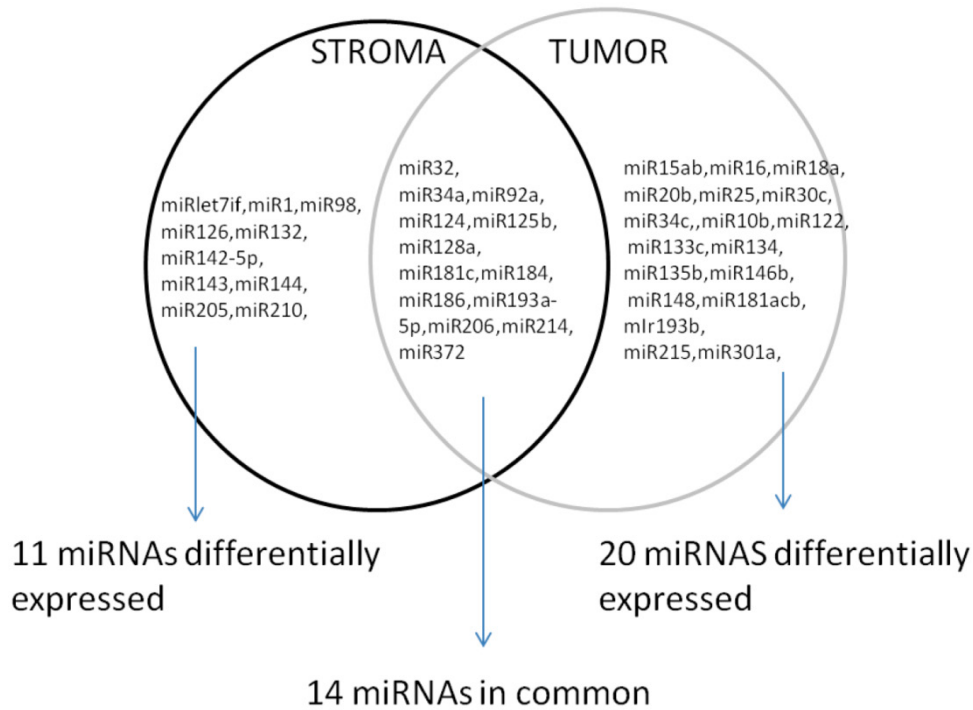 STROMA
TUMOR
miRlet7if,miR1,miR98,
miR126,miR132,
miR142-5p,
miR143,miR144,
miR205,miR210,
miR32,
miR34a,miR92a,
miR124,miR125b,
miR128a,
miR181c,miR184,
miR186,miR193a-
5p,miR206,miR214,
miR372
miR15ab,miR16,miR18a,
miR20b,miR25,miR30c,
miR34c,,miR10b,miR122,
miR133c,miR134,
miR135b,miR146b,
miR148,miR181acb,
mIr193b,
miR215,miR301a,
11 miRNAs differentially
expressed
20 miRNAS differentially
expressed
14 miRNAs in common